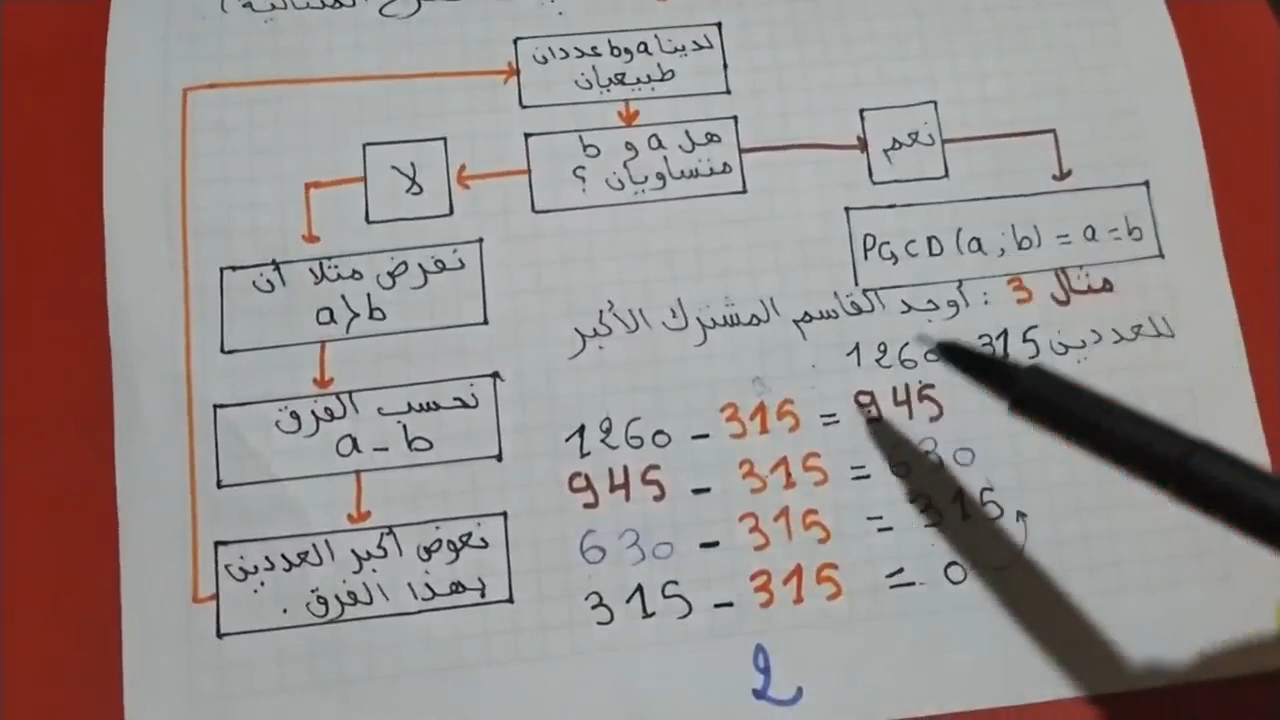 المتتالية)
لدينا a و b عددان
طبيعيان
هل a و b
متساويان ؟
نعم
لا
PGCD(a;b) = a = b
نفرض مثلا أن
a>b
نحسب الفرق
a - b
نعوض أكبر العددين
بهذا الفرق .
مثال 3 : أوجد القاسم المشترك الأكبر
للعددين 315 1260 .
1260 - 315 = 945
945 - 315 = 630
630 - 315 = 315
315 - 315 = 0
2